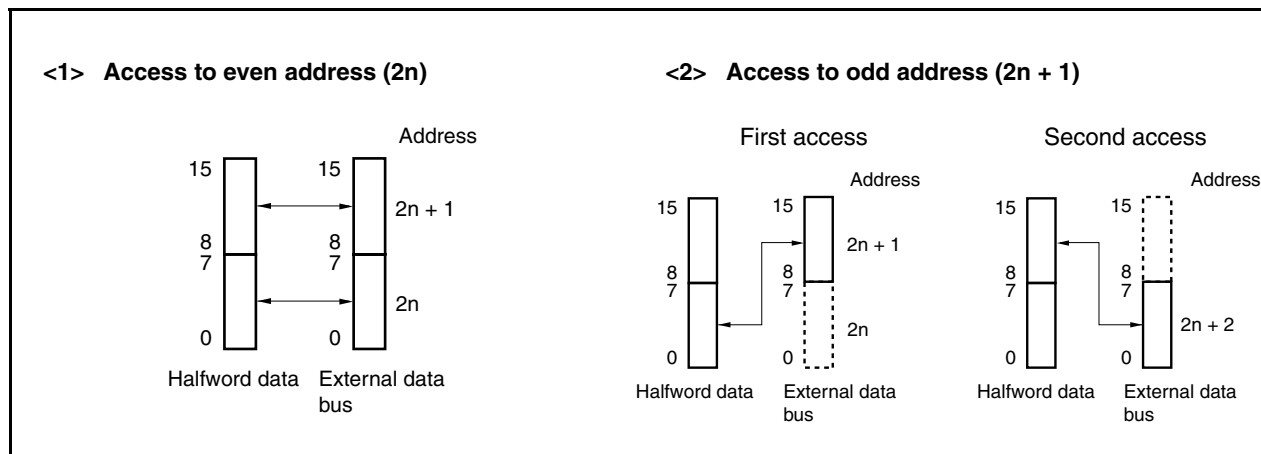 <1> Access to even address (2n)
Address
15
15
2n + 1
8
8
7
7
2n
0
0
Halfword data
External data
bus
<2> Access to odd address (2n + 1)
First access
Address
15
15
2n + 1
8
8
7
7
2n
0
0
Halfword data
External data
bus
Second access
Address
15
15
8
8
7
7
2n + 2
0
0
Halfword data
External data
bus